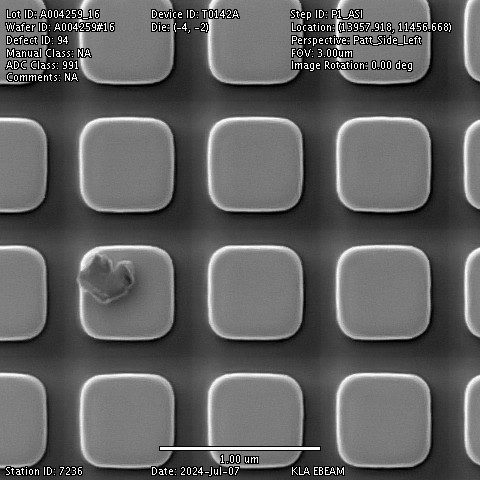 Lot ID: A004259_16 Device ID: T0142A Step ID: P1_ASI
Wafer ID: A004259#16 Die: (-4, -2) Location: (13957.918, 11456.668)
Defect ID: 94 Perspective: Patt_Side_Left
Manual Class: NA FOV: 3.00um
ADC Class: 991 Image Rotation: 0.00 deg
Comments: NA
1.00 um
Station ID: 7236 Date: 2024-Jul-07 KLA EBEAM